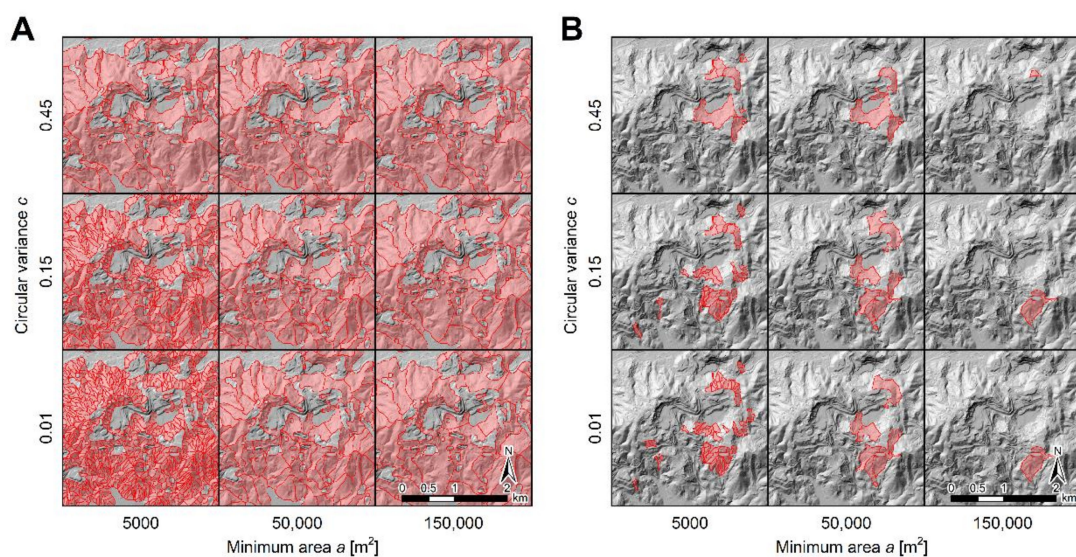 A
B
Circular variance c
0.45
0.15
0.01
0 0.5 1 2
km
N
5000
50,000
150,000
Minimum area a [m²]
Circular variance c
0.45
0.15
0.01
0 0.5 1 2
km
N
5000
50,000
150,000
Minimum area a [m²]